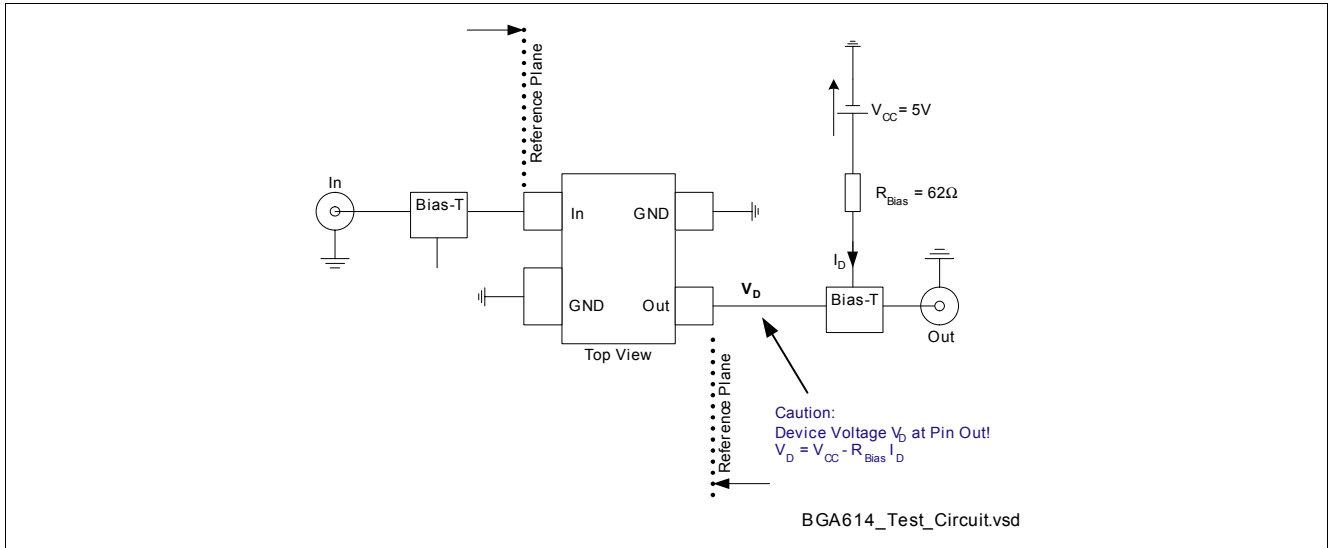 Reference Plane
V_CC = 5V
In
Bias-T
In
GND
R_Bias = 62Ω
I_D
GND
Out
V_D
Bias-T
Out
Top View
Reference Plane
Caution:
Device Voltage V_D at Pin Out!
V_D = V_CC - R_Bias I_D
BGA614_Test_Circuit.vsd